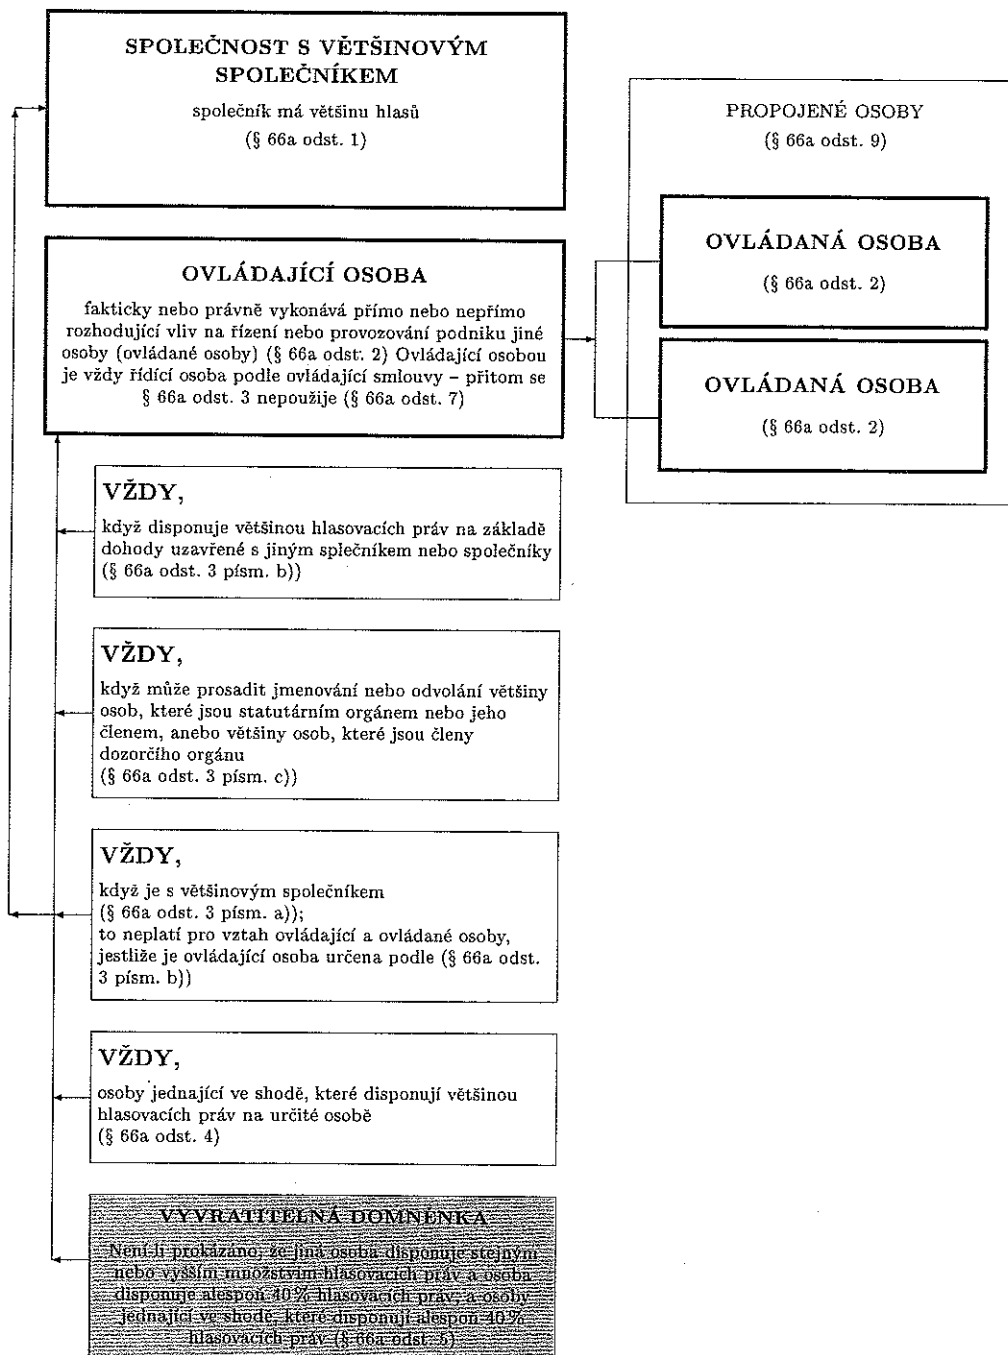 SPOLEČNOST S VĚTŠINOVÝM
SPOLEČNÍKEM
společník má většinu hlasů
(§ 66a odst. 1)
PROPOJENÉ OSOBY
(§ 66a odst. 9)
OVLÁDANÁ OSOBA
(§ 66a odst. 2)
OVLÁDANÁ OSOBA
(§ 66a odst. 2)
OVLÁDAJÍCÍ OSOBA
fakticky nebo právně vykonává přímo nebo nepřímo
rozhodující vliv na řízení nebo provozování podniku jiné
osoby (ovládané osoby) (§ 66a odst. 2) Ovládající osobou
je vždy řídící osoba podle ovládající smlouvy – přitom se
§ 66a odst. 3 nepoužije (§ 66a odst. 7)
VŽDY,
když disponuje většinou hlasovacích práv na základě
dohody uzavřené s jiným splečníkem nebo společníky
(§ 66a odst. 3 písm. b))
VŽDY,
když může prosadit jmenování nebo odvolání většiny
osob, které jsou statutárním orgánem nebo jeho
členem, anebo většiny osob, které jsou členy
dozorčího orgánu
(§ 66a odst. 3 písm. c))
VŽDY,
když je s většinovým společníkem
(§ 66a odst. 3 písm. a));
to neplatí pro vztah ovládající a ovládané osoby,
jestliže je ovládající osoba určena podle (§ 66a odst.
3 písm. b))
VŽDY,
osoby jednající ve shodě, které disponují většinou
hlasovacích práv na určité osobě
(§ 66a odst. 4)
VYVRATITELNÁ DOMNĚNKA
Není-li prokázáno, že jiná osoba disponuje stejným
nebo vyšším množstvím hlasovacích práv a osoba
disponuje alespoň 40 % hlasovacích práv, a osoby
jednající ve shodě, které disponují alespoň 40 %
hlasovacích práv (§ 66a odst. 5)